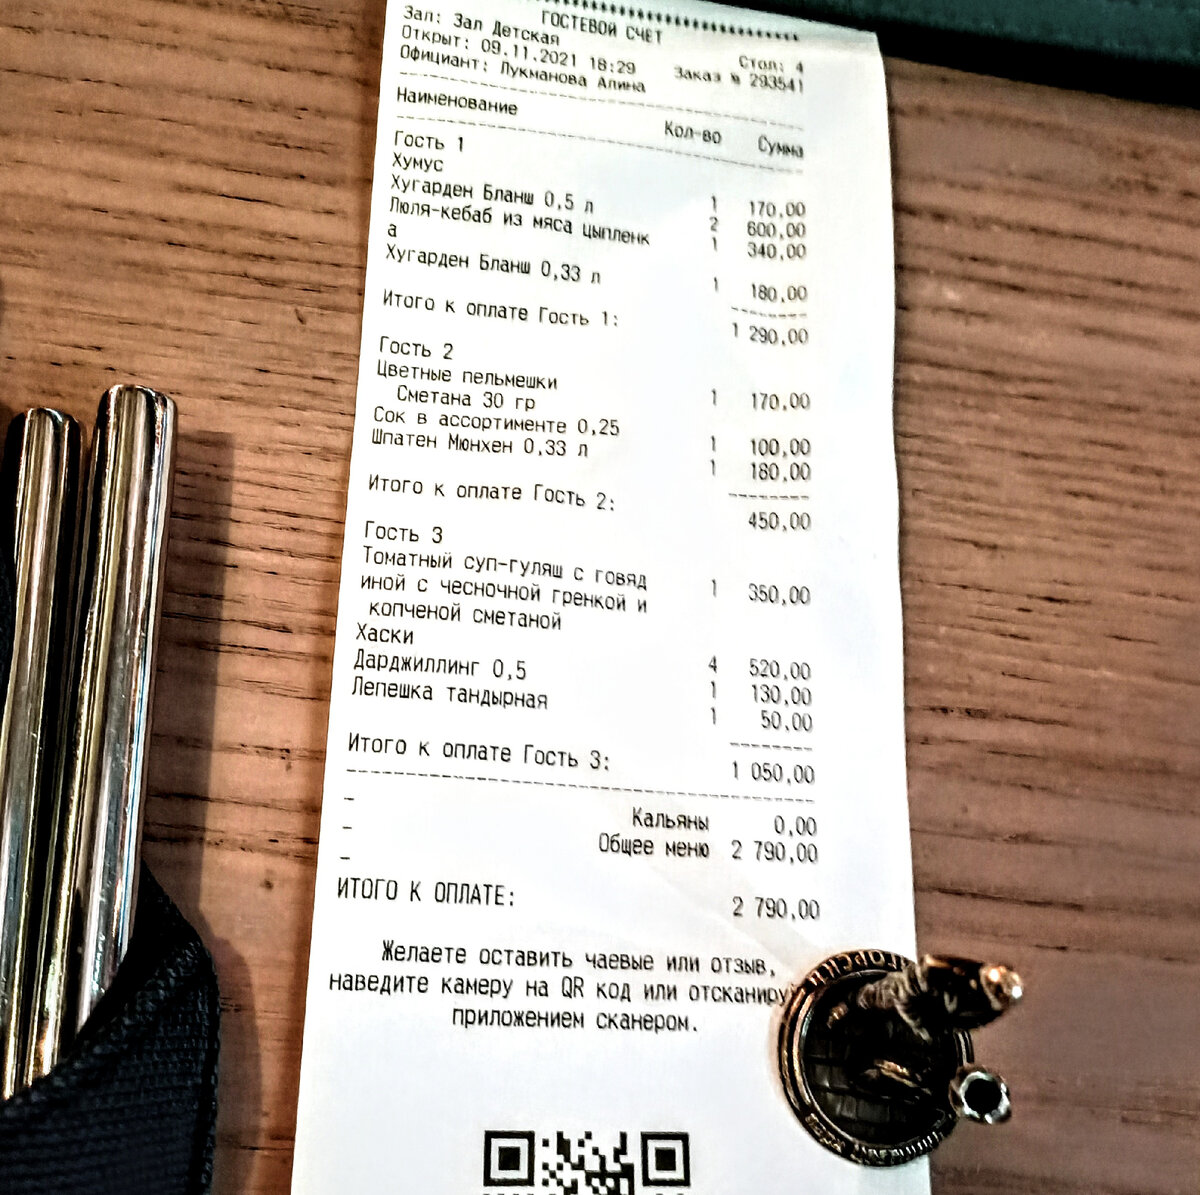 ГОСТЕВОЙ СЧЕТ
Зал: Зал Детская Стол: 4
Открыт: 09.11.2021 18:29 Заказ № 293541
Официант: Лукманова Алина
Наименование Кол-во Сумма
Гость 1
Хумус 1 170,00
Хугарден Бланш 0,5 л 2 600,00
Люля-кебаб из мяса цыпленк 1 340,00
а
Хугарден Бланш 0,33 л 1 180,00
Итого к оплате Гость 1: 1 290,00
Гость 2
Цветные пельмешки 1 170,00
Сметана 30 гр
Сок в ассортименте 0,25 1 100,00
Шпатен Мюнхен 0,33 л 1 180,00
Итого к оплате Гость 2: 450,00
Гость 3
Томатный суп-гуляш с говяд 1 350,00
иной с чесночной гренкой и
копченой сметаной
Хаски 4 520,00
Дарджиллинг 0,5 1 130,00
Лепешка тандырная 1 50,00
Итого к оплате Гость 3: 1 050,00
- Кальяны 0,00
- Общее меню 2 790,00
-
ИТОГО К ОПЛАТЕ: 2 790,00
Желаете оставить чаевые или отзыв,
наведите камеру на QR код или отсканируй
приложением сканером.